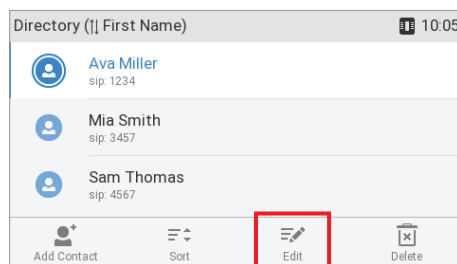 Directory (⇅ First Name) 10:05
Ava Miller
sip: 1234
Mia Smith
sip: 3457
Sam Thomas
sip: 4567
Add Contact Sort Edit Delete